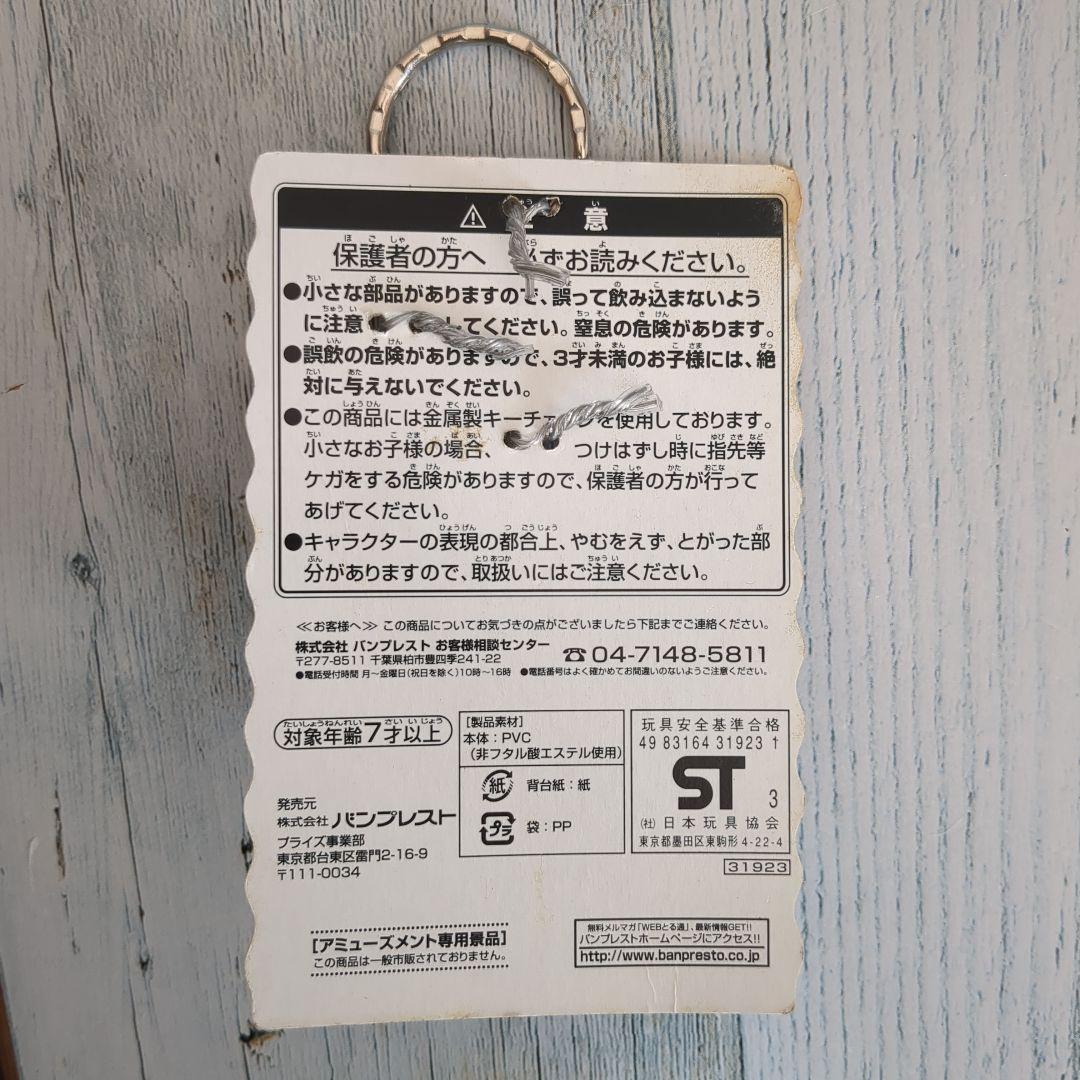 意
保護者の方へ ずお読みください。
●小さな部品がありますので、誤って飲み込まないよう
に注意 してください。窒息の危険があります。
●誤飲の危険がありますので、3才未満のお子様には、絶
対に与えないでください。
●この商品には金属製キーチェ を使用しております。
小さなお子様の場合、 つけはずし時に指先等
ケガをする危険がありますので、保護者の方が行って
あげてください。
●キャラクターの表現の都合上、やむをえず、とがった部
分がありますので、取扱いにはご注意ください。
≪お客様へ≫ この商品についてお気づきの点がございましたら下記までご連絡ください。
株式会社 バンプレスト お客様相談センター
〒277-8511 千葉県柏市豊四季241-22
☎04-7148-5811
●電話受付時間 月〜金曜日(祝日を除く)10時〜16時 ●電話番号はよく確かめてお間違いのないようご注意ください。
対象年齢7才以上
発売元
株式会社 バンプレスト
プライズ事業部
東京都台東区雷門2-16-9
〒111-0034
[製品素材]
本体:PVC
(非フタル酸エステル使用)
紙 背台紙:紙
プラ 袋:PP
玩具安全基準合格
49 83164 31923 †
ST 3
(社)日本玩具協会
東京都墨田区東駒形4-22-4
31923
[アミューズメント専用景品]
この商品は一般市販されておりません。
無料メルマガ「WEBとる通」、最新情報GET!!
バンプレストホームページにアクセス!!
http://www.banpresto.co.jp